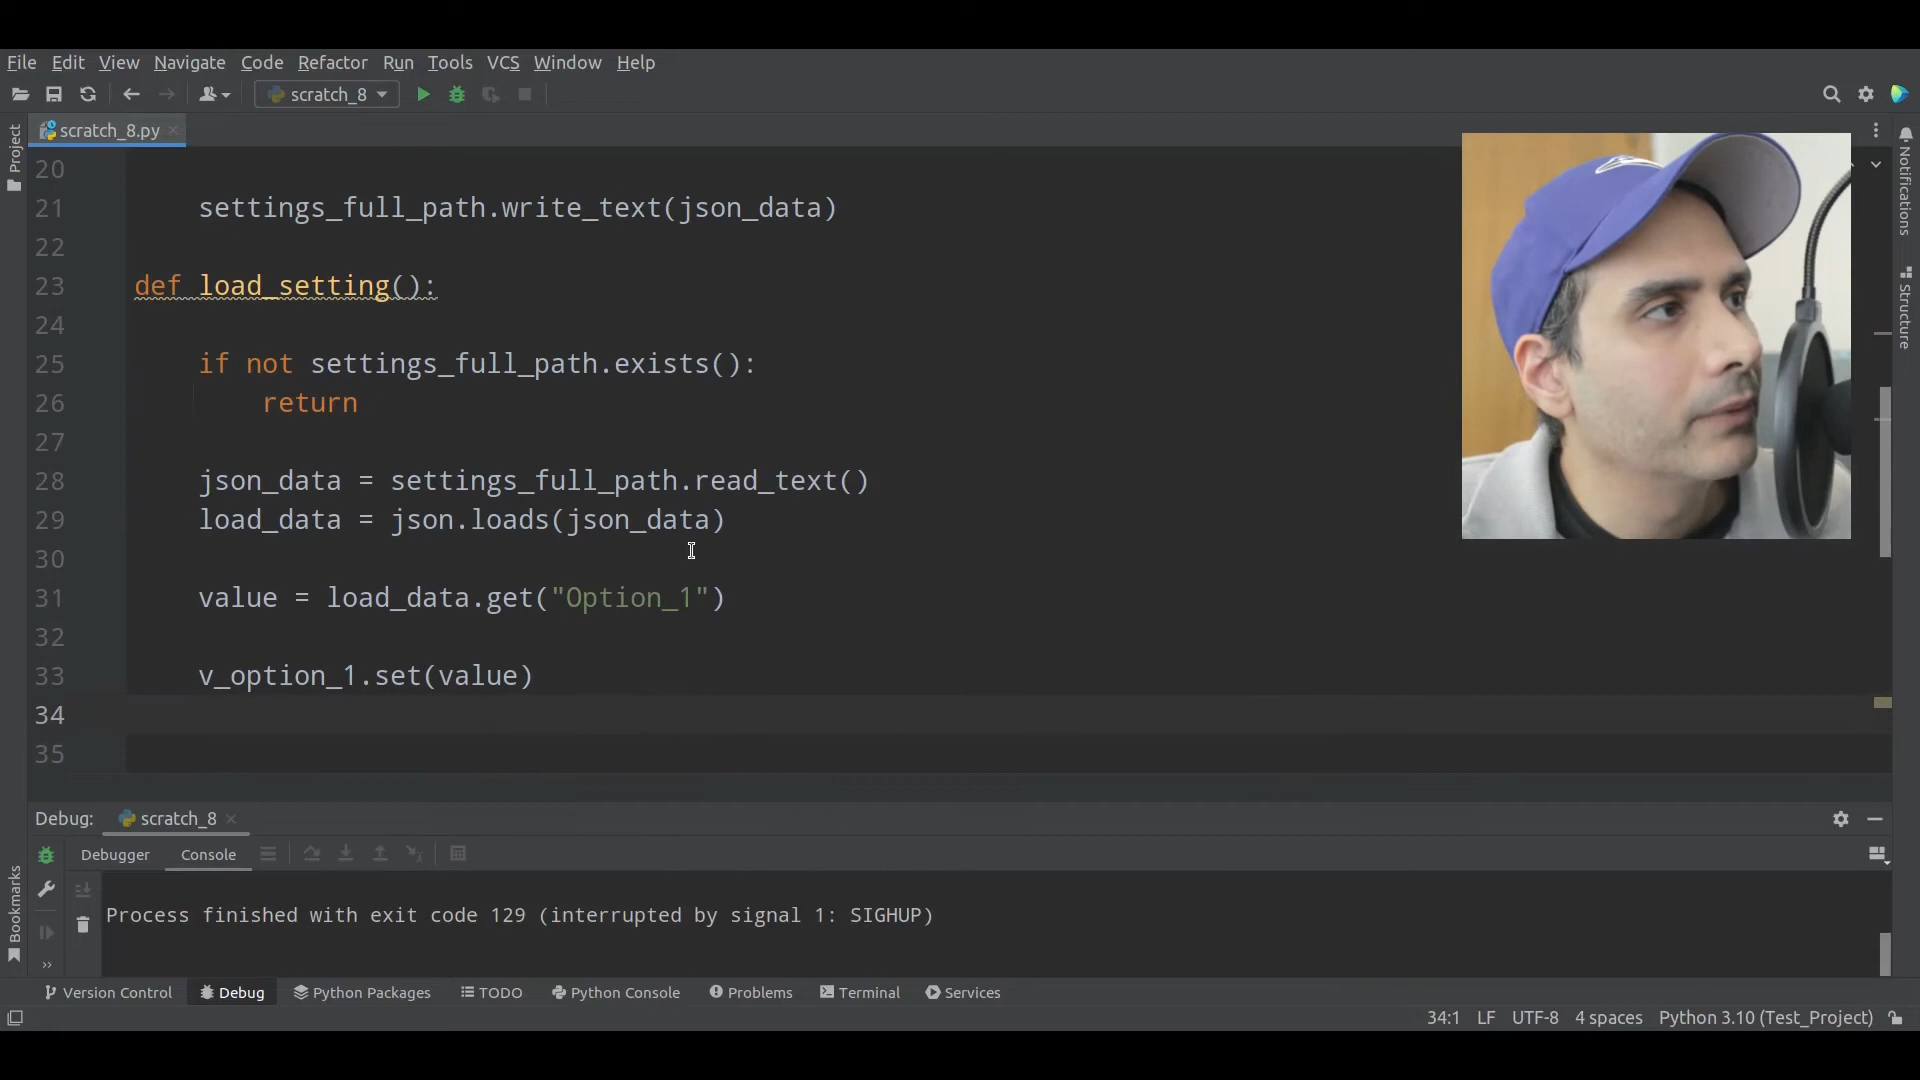 File Edit View Navigate Code Refactor Run Tools VCS Window Help
scratch_8
scratch_8.py
Project
Notifications
Structure
20
21 settings_full_path.write_text(json_data)
22
23 def load_setting():
24
25 if not settings_full_path.exists():
26 return
27
28 json_data = settings_full_path.read_text()
29 load_data = json.loads(json_data)
30
31 value = load_data.get("Option_1")
32
33 v_option_1.set(value)
34
35
Debug: scratch_8
Debugger Console
Bookmarks
Process finished with exit code 129 (interrupted by signal 1: SIGHUP)
Version Control Debug Python Packages TODO Python Console Problems Terminal Services
34:1 LF UTF-8 4 spaces Python 3.10 (Test_Project)